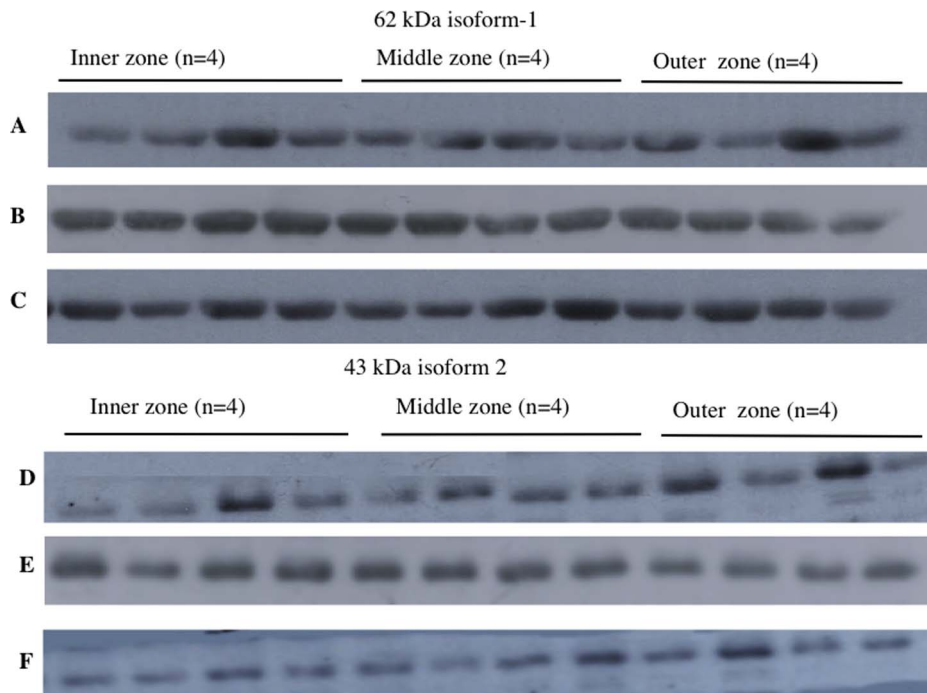 62 kDa isoform-1
Inner zone (n=4) Middle zone (n=4) Outer zone (n=4)
A
B
C
43 kDa isoform 2
Inner zone (n=4) Middle zone (n=4) Outer zone (n=4)
D
E
F